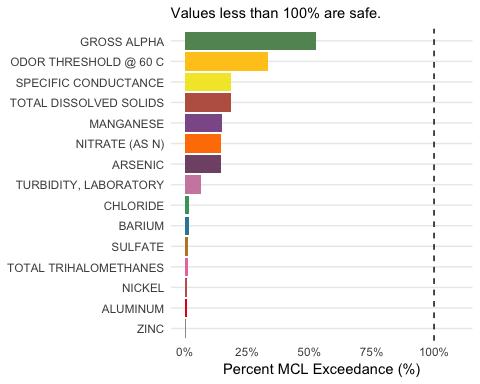 Values less than 100% are safe.
GROSS ALPHA
ODOR THRESHOLD @ 60 C
SPECIFIC CONDUCTANCE
TOTAL DISSOLVED SOLIDS
MANGANESE
NITRATE (AS N)
ARSENIC
TURBIDITY, LABORATORY
CHLORIDE
BARIUM
SULFATE
TOTAL TRIHALOMETHANES
NICKEL
ALUMINUM
ZINC
0% 25% 50% 75% 100%
Percent MCL Exceedance (%)